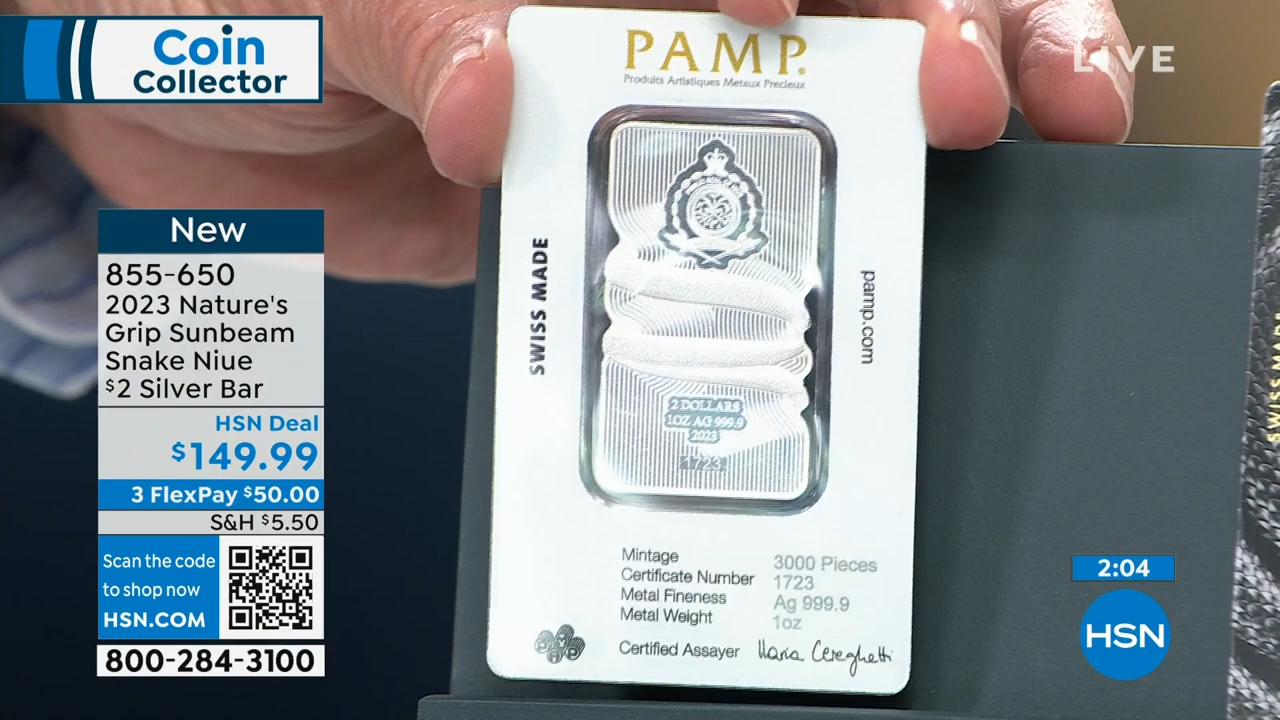 Coin
Collector
LIVE
New
855-650
2023 Nature's
Grip Sunbeam
Snake Niue
$2 Silver Bar
HSN Deal
$149.99
3 FlexPay $50.00
S&H $5.50
Scan the code
to shop now
HSN.COM
800-284-3100
PAMP.
Produits Artistiques Metaux Precieux
SWISS MADE
pamp.com
2 DOLLARS
1OZ AG 999.9
2023
1723
Mintage 3000 Pieces
Certificate Number 1723
Metal Fineness Ag 999.9
Metal Weight 1oz
Certified Assayer
2:04
HSN